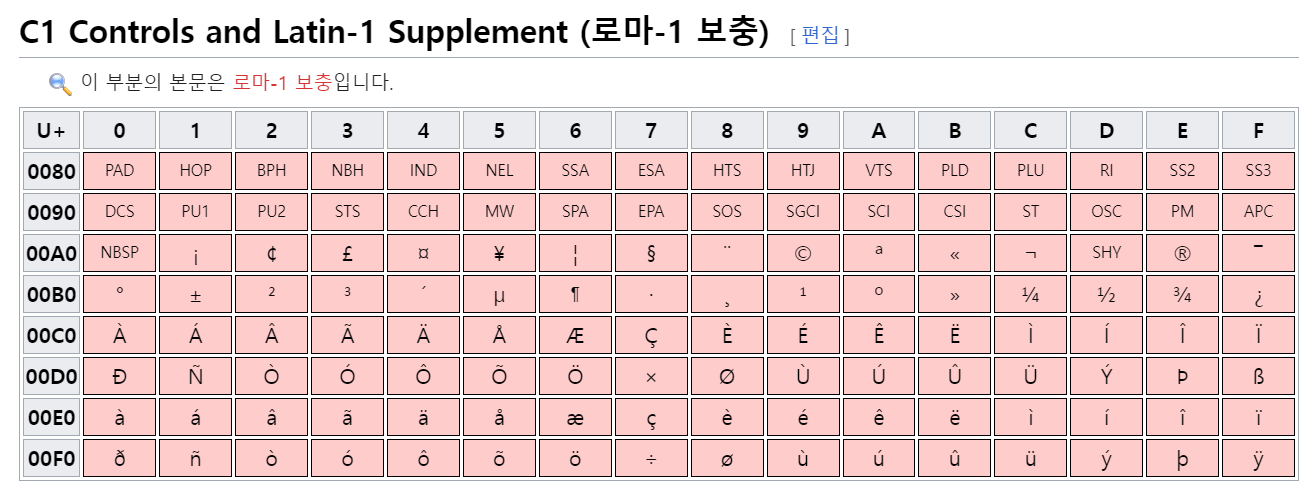 C1 Controls and Latin-1 Supplement (로마-1 보충) [ 편집 ]
이 부분의 본문은 로마-1 보충입니다.
U+ 0 1 2 3 4 5 6 7 8 9 A B C D E F
0080 PAD HOP BPH NBH IND NEL SSA ESA HTS HTJ VTS PLD PLU RI SS2 SS3
0090 DCS PU1 PU2 STS CCH MW SPA EPA SOS SGCI SCI CSI ST OSC PM APC
00A0 NBSP ¡ ¢ £ ¤ ¥ ¦ § ¨ © ª « ¬ SHY ® ¯
00B0 ° ± ² ³ ´ µ ¶ · ¸ ¹ º » ¼ ½ ¾ ¿
00C0 À Á Â Ã Ä Å Æ Ç È É Ê Ë Ì Í Î Ï
00D0 Ð Ñ Ò Ó Ô Õ Ö × Ø Ù Ú Û Ü Ý Þ ß
00E0 à á â ã ä å æ ç è é ê ë ì í î ï
00F0 ð ñ ò ó ô õ ö ÷ ø ù ú û ü ý þ ÿ